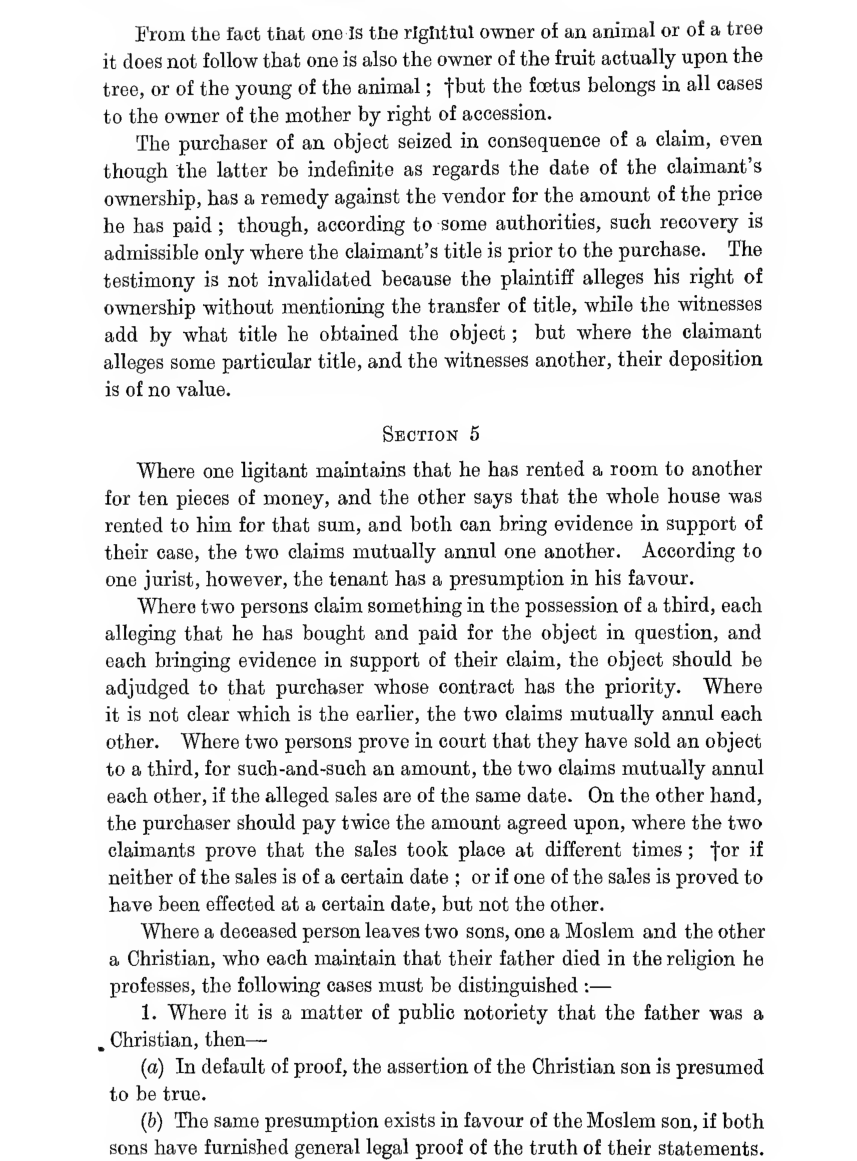 From the fact that one is the rightful owner of an animal or of a tree
it does not follow that one is also the owner of the fruit actually upon the
tree, or of the young of the animal ; †but the fœtus belongs in all cases
to the owner of the mother by right of accession.
The purchaser of an object seized in consequence of a claim, even
though the latter be indefinite as regards the date of the claimant's
ownership, has a remedy against the vendor for the amount of the price
he has paid ; though, according to some authorities, such recovery is
admissible only where the claimant's title is prior to the purchase. The
testimony is not invalidated because the plaintiff alleges his right of
ownership without mentioning the transfer of title, while the witnesses
add by what title he obtained the object ; but where the claimant
alleges some particular title, and the witnesses another, their deposition
is of no value.
SECTION 5
Where one ligitant maintains that he has rented a room to another
for ten pieces of money, and the other says that the whole house was
rented to him for that sum, and both can bring evidence in support of
their case, the two claims mutually annul one another. According to
one jurist, however, the tenant has a presumption in his favour.
Where two persons claim something in the possession of a third, each
alleging that he has bought and paid for the object in question, and
each bringing evidence in support of their claim, the object should be
adjudged to that purchaser whose contract has the priority. Where
it is not clear which is the earlier, the two claims mutually annul each
other. Where two persons prove in court that they have sold an object
to a third, for such-and-such an amount, the two claims mutually annul
each other, if the alleged sales are of the same date. On the other hand,
the purchaser should pay twice the amount agreed upon, where the two
claimants prove that the sales took place at different times ; †or if
neither of the sales is of a certain date ; or if one of the sales is proved to
have been effected at a certain date, but not the other.
Where a deceased person leaves two sons, one a Moslem and the other
a Christian, who each maintain that their father died in the religion he
professes, the following cases must be distinguished :—
1. Where it is a matter of public notoriety that the father was a
Christian, then—
(a) In default of proof, the assertion of the Christian son is presumed
to be true.
(b) The same presumption exists in favour of the Moslem son, if both
sons have furnished general legal proof of the truth of their statements.